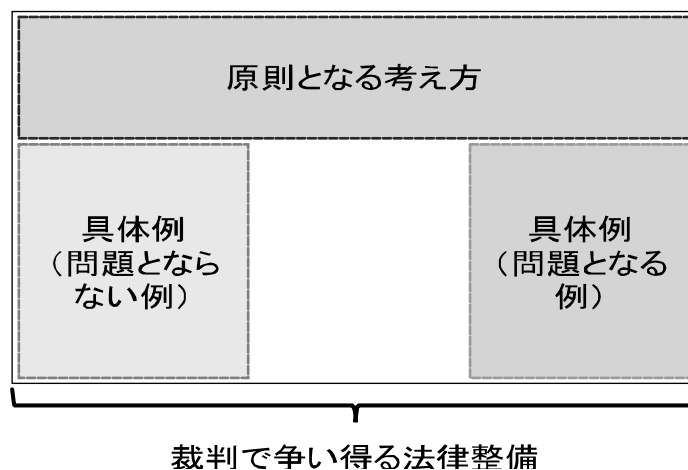 原則となる考え方
具体例
（問題となら
ない例）
具体例
（問題となる
例）
裁判で争い得る法律整備